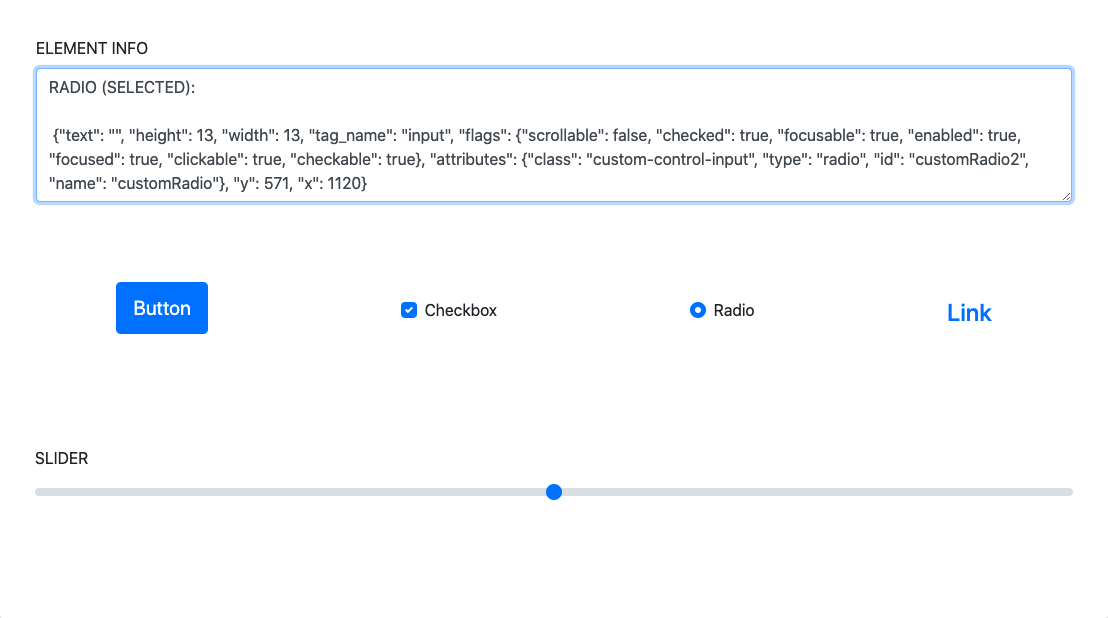 ELEMENT INFO
RADIO (SELECTED):
{"text": "", "height": 13, "width": 13, "tag_name": "input", "flags": {"scrollable": false, "checked": true, "focusable": true, "enabled": true,
"focused": true, "clickable": true, "checkable": true}, "attributes": {"class": "custom-control-input", "type": "radio", "id": "customRadio2",
"name": "customRadio"}, "y": 571, "x": 1120}
Button
Checkbox
Radio
Link
SLIDER